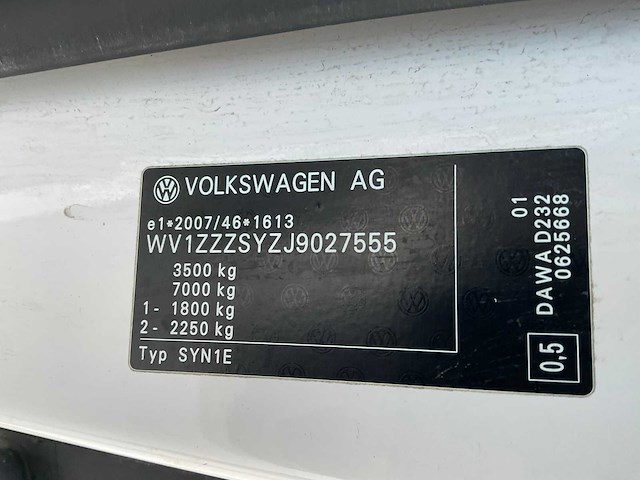 VOLKSWAGEN AG
e1*2007/46*1613
WV1ZZZSYZJ9027555
3500 kg
7000 kg
1- 1800 kg
2- 2250 kg
Typ SYN1E
01
DAWA D232
0625668
0,5